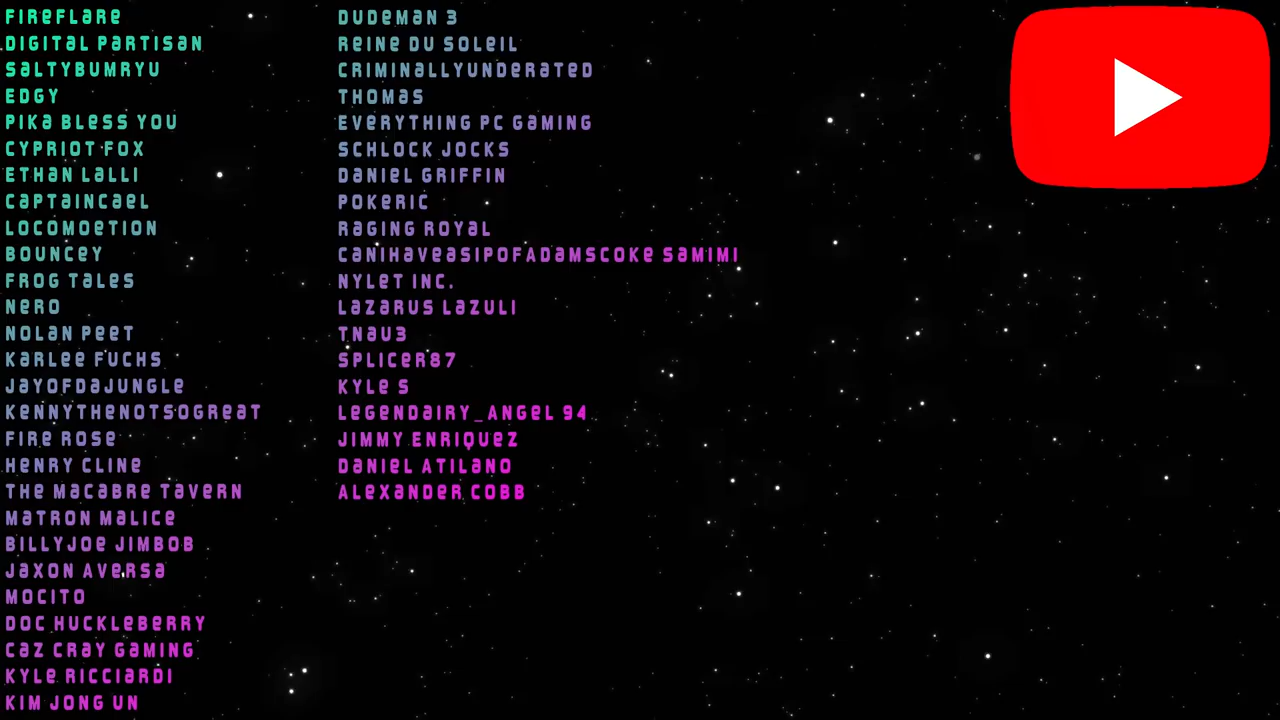 FIREFLARE
DIGITAL PARTISAN
SALTYBUMRYU
EDGY
PIKA BLESS YOU
CYPRIOT FOX
ETHAN LALLI
CAPTAINCAEL
LOCOMOETION
BOUNCEY
FROG TALES
NERO
NOLAN PEET
KARLEE FUCHS
JAYOFDAJUNGLE
KENNYTHENOTSOGREAT
FIRE ROSE
HENRY CLINE
THE MACABRE TAVERN
MATRON MALICE
BILLYJOE JIMBOB
JAXON AVERSA
MOCITO
DOC HUCKLEBERRY
CAZ CRAY GAMING
KYLE RICCIARDI
KIM JONG UN
DUDEMAN 3
REINE DU SOLEIL
CRIMINALLYUNDERATED
THOMAS
EVERYTHING PC GAMING
SCHLOCK JOCKS
DANIEL GRIFFIN
POKERIC
RAGING ROYAL
CANIHAVEASIPOFADAMSCOKE SAMIMI
NYLET INC.
LAZARUS LAZULI
TNAU3
SPLICER87
KYLE S
LEGENDAIRY_ANGEL 94
JIMMY ENRIQUEZ
DANIEL ATILANO
ALEXANDER COBB